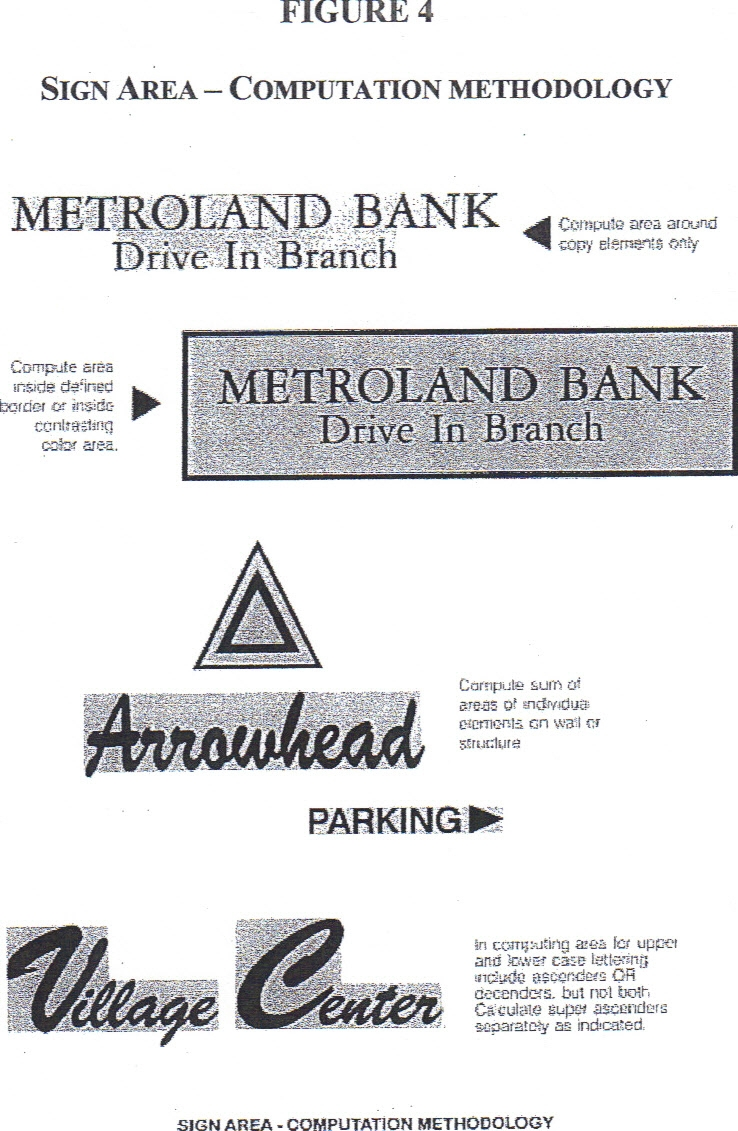 FIGURE 4
SIGN AREA – COMPUTATION METHODOLOGY
METROLAND BANK
Drive In Branch
Compute area around
copy elements only
Compute area
inside defined
border or inside
contrasting
color area.
METROLAND BANK
Drive In Branch
Arrowhead
Compute sum of
areas of individua
elements on wall or
structure
PARKING
Village Center
In computing area for upper
and lower case lettering
include ascenders OR
decenders, but not both.
Calculate super ascenders
separately as indicated.
SIGN AREA - COMPUTATION METHODOLOGY